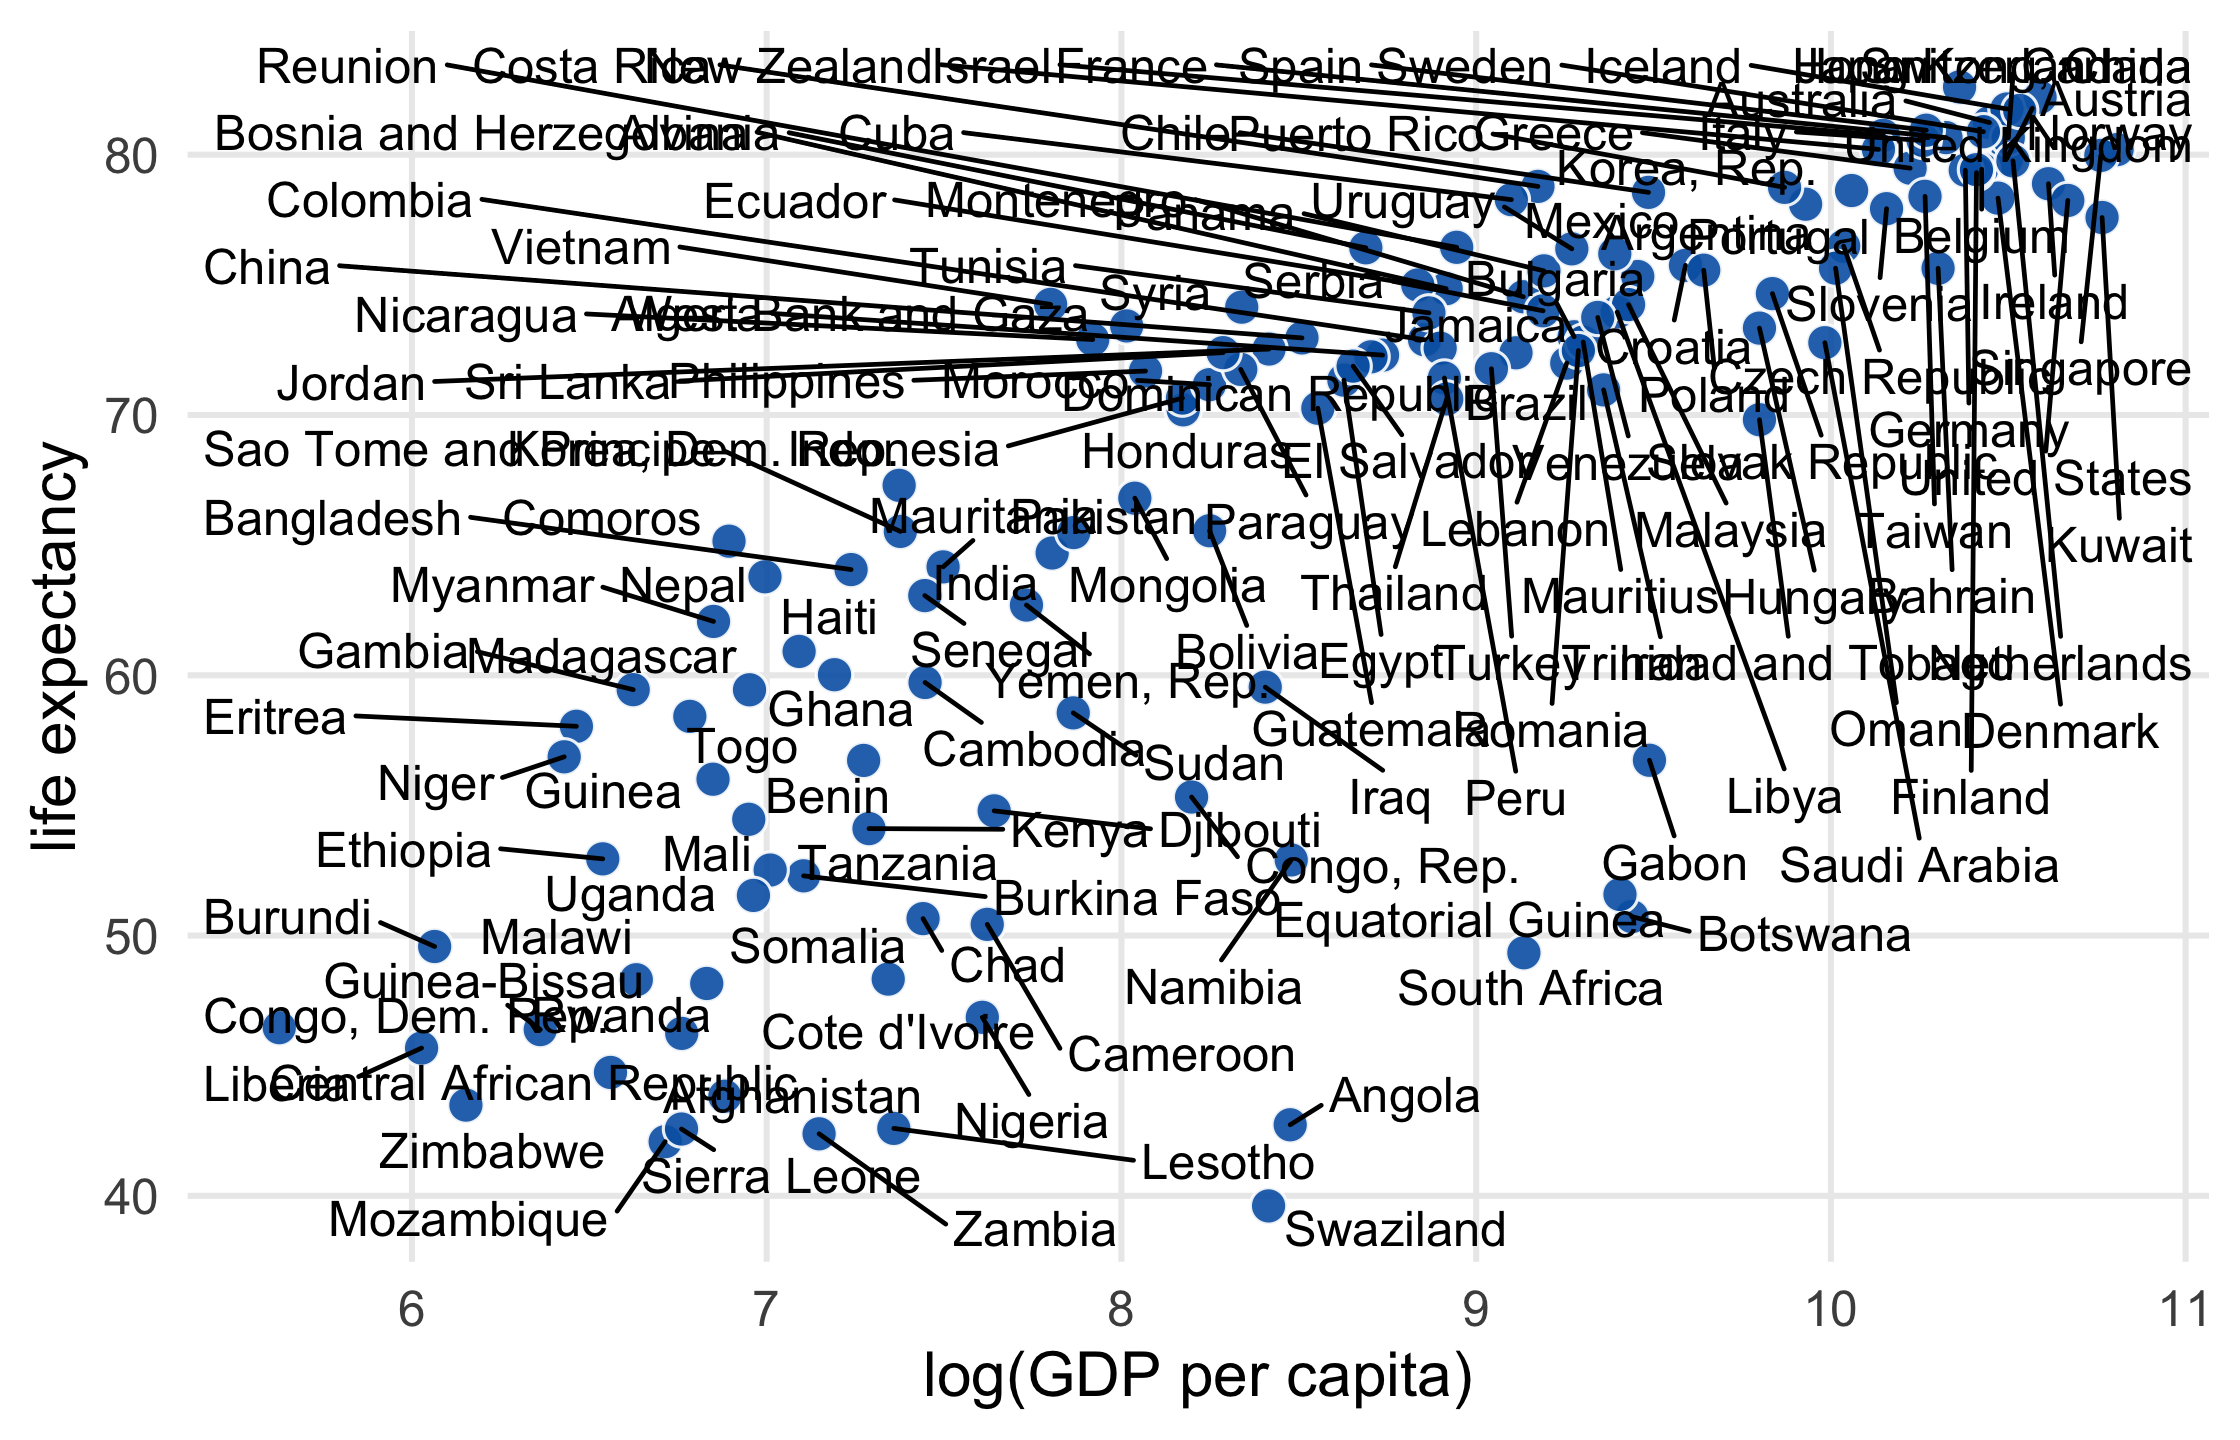 Reunion
Costa Rica
New Zealand
Israel
France
Spain
Sweden
Iceland
Japan
Canada
China
Australia
Austria
Bosnia and Herzegovina
Albania
Cuba
Chile
Puerto Rico
Greece
Italy
Norway
United Kingdom
Korea, Rep.
Colombia
Ecuador
Montenegro
Panama
Uruguay
Mexico
Argentina
Portugal
Belgium
Vietnam
China
Tunisia
Syria
Serbia
Bulgaria
Slovenia
Ireland
Nicaragua
Algeria
West Bank and Gaza
Jamaica
Croatia
Czech Republic
Singapore
Jordan
Sri Lanka
Philippines
Morocco
Dominican Republic
Brazil
Poland
Germany
Sao Tome and Principe
Korea, Dem. Rep.
Indonesia
Honduras
El Salvador
Venezuela
Slovak Republic
United States
Bangladesh
Comoros
Mauritania
Pakistan
Paraguay
Lebanon
Malaysia
Taiwan
Kuwait
Myanmar
Nepal
India
Mongolia
Thailand
Mauritius
Hungary
Bahrain
Haiti
Gambia
Madagascar
Senegal
Bolivia
Egypt
Turkey
Iran
Trinidad and Tobago
Netherlands
Yemen, Rep.
Eritrea
Ghana
Togo
Cambodia
Sudan
Guatemala
Romania
Oman
Denmark
Niger
Guinea
Benin
Iraq
Peru
Libya
Finland
Ethiopia
Mali
Tanzania
Kenya
Djibouti
Congo, Rep.
Gabon
Saudi Arabia
Burundi
Uganda
Burkina Faso
Equatorial Guinea
Botswana
Malawi
Somalia
Chad
Namibia
South Africa
Guinea-Bissau
Congo, Dem. Rep.
Rwanda
Cote d'Ivoire
Cameroon
Liberia
Central African Republic
Afghanistan
Nigeria
Angola
Zimbabwe
Sierra Leone
Lesotho
Mozambique
Zambia
Swaziland
80
70
60
50
40
life expectancy
6
7
8
9
10
11
log(GDP per capita)